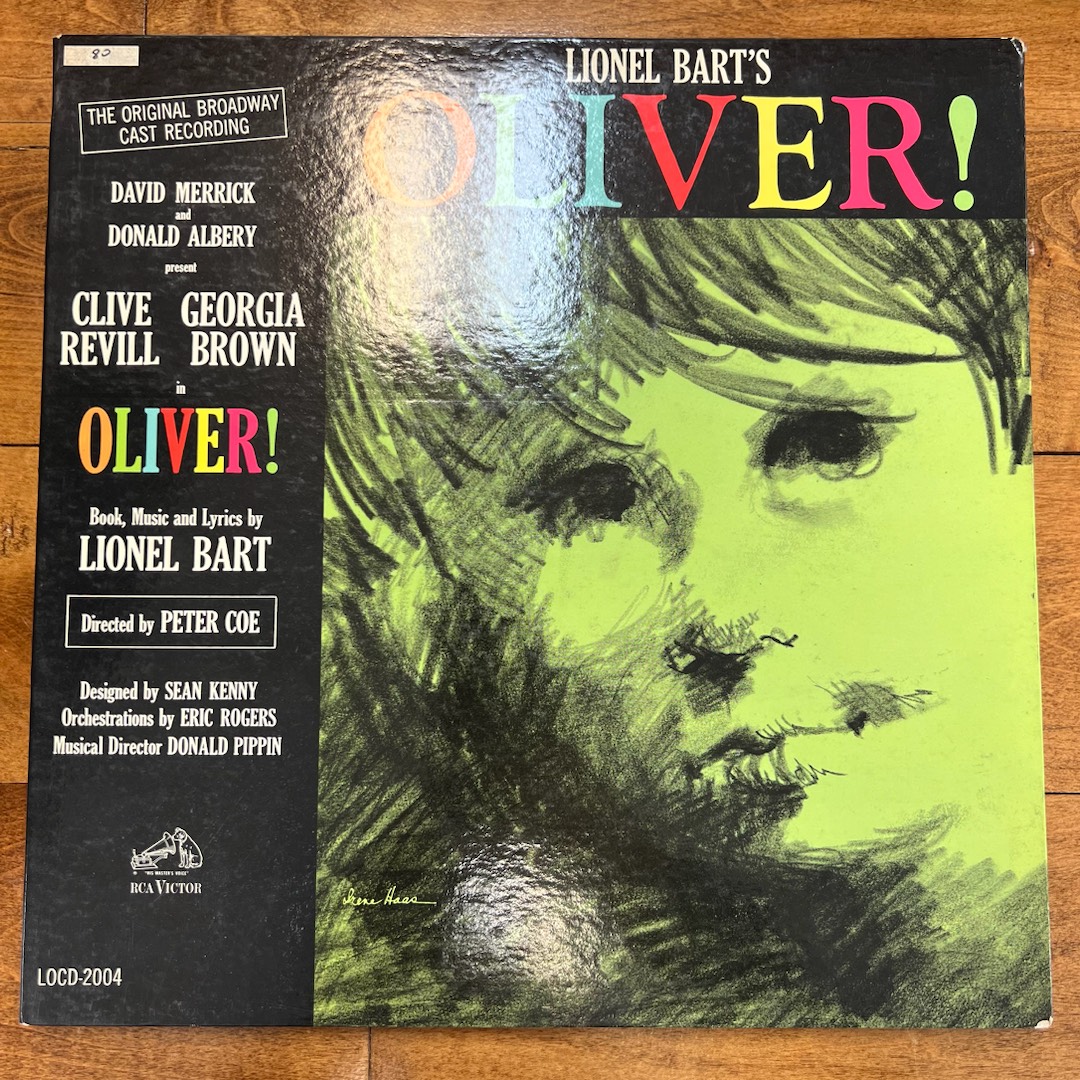 80
THE ORIGINAL BROADWAY
CAST RECORDING
DAVID MERRICK
and
DONALD ALBERY
present
CLIVE GEORGIA
REVILL BROWN
in
OLIVER!
Book, Music and Lyrics by
LIONEL BART
Directed by PETER COE
Designed by SEAN KENNY
Orchestrations by ERIC ROGERS
Musical Director DONALD PIPPIN
"HIS MASTER'S VOICE"
RCA VICTOR
LOCD-2004
LIONEL BART'S
OLIVER!
Irene Haas